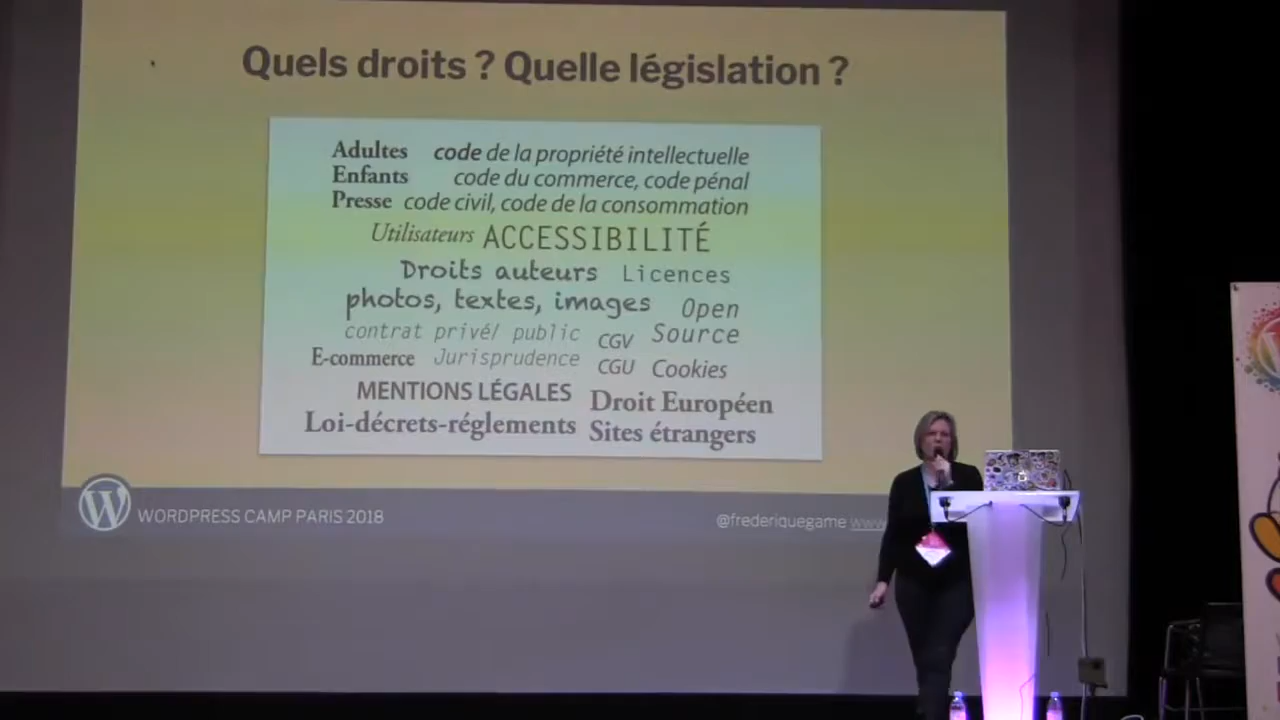 Quels droits ? Quelle législation ?
Adultes code de la propriété intellectuelle
Enfants code du commerce, code pénal
Presse code civil, code de la consommation
Utilisateurs ACCESSIBILITÉ
Droits auteurs Licences
photos, textes, images Open
contrat privé/ public CGV Source
E-commerce Jurisprudence CGU Cookies
MENTIONS LÉGALES Droit Européen
Loi-décrets-réglements Sites étrangers
WORDPRESS CAMP PARIS 2018
@frederiquegame www.